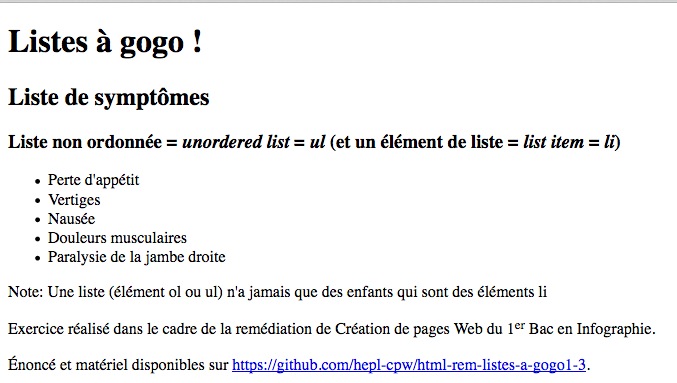 Listes à gogo !
Liste de symptômes
Liste non ordonnée = unordered list = ul (et un élément de liste = list item = li)
• Perte d'appétit
• Vertiges
• Nausée
• Douleurs musculaires
• Paralysie de la jambe droite
Note: Une liste (élément ol ou ul) n'a jamais que des enfants qui sont des éléments li
Exercice réalisé dans le cadre de la remédiation de Création de pages Web du 1er Bac en Infographie.
Énoncé et matériel disponibles sur https://github.com/hepl-cpw/html-rem-listes-a-gogo1-3.